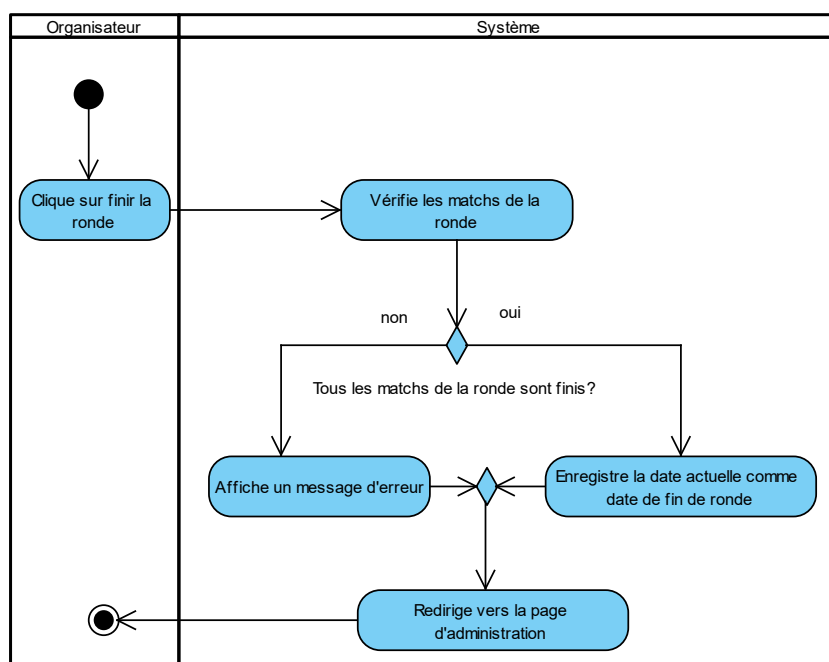 Organisateur
Système
Clique sur finir la
ronde
Vérifie les matchs de la
ronde
non
oui
Tous les matchs de la ronde sont finis?
Affiche un message d'erreur
Enregistre la date actuelle comme
date de fin de ronde
Redirige vers la page
d'administration